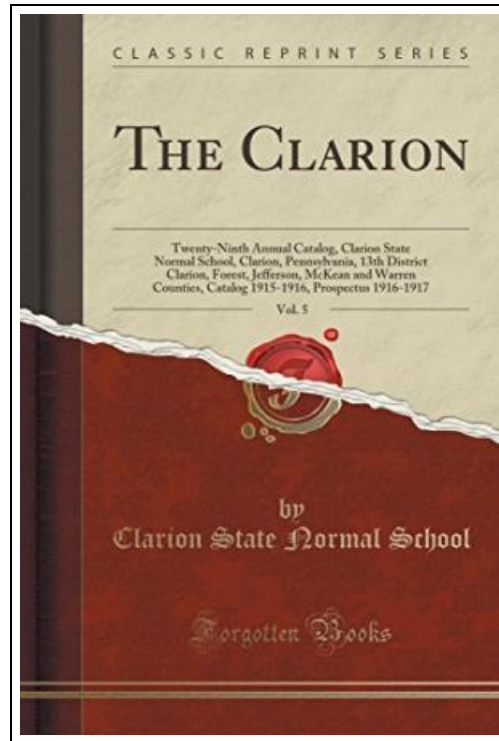 CLASSIC REPRINT SERIES
THE CLARION
Twenty-Ninth Annual Catalog, Clarion State
Normal School, Clarion, Pennsylvania, 13th District
Clarion, Forest, Jefferson, McKean and Warren
Counties, Catalog 1915-1916, Prospectus 1916-1917
Vol. 5
by
Clarion State Normal School
Forgotten Books